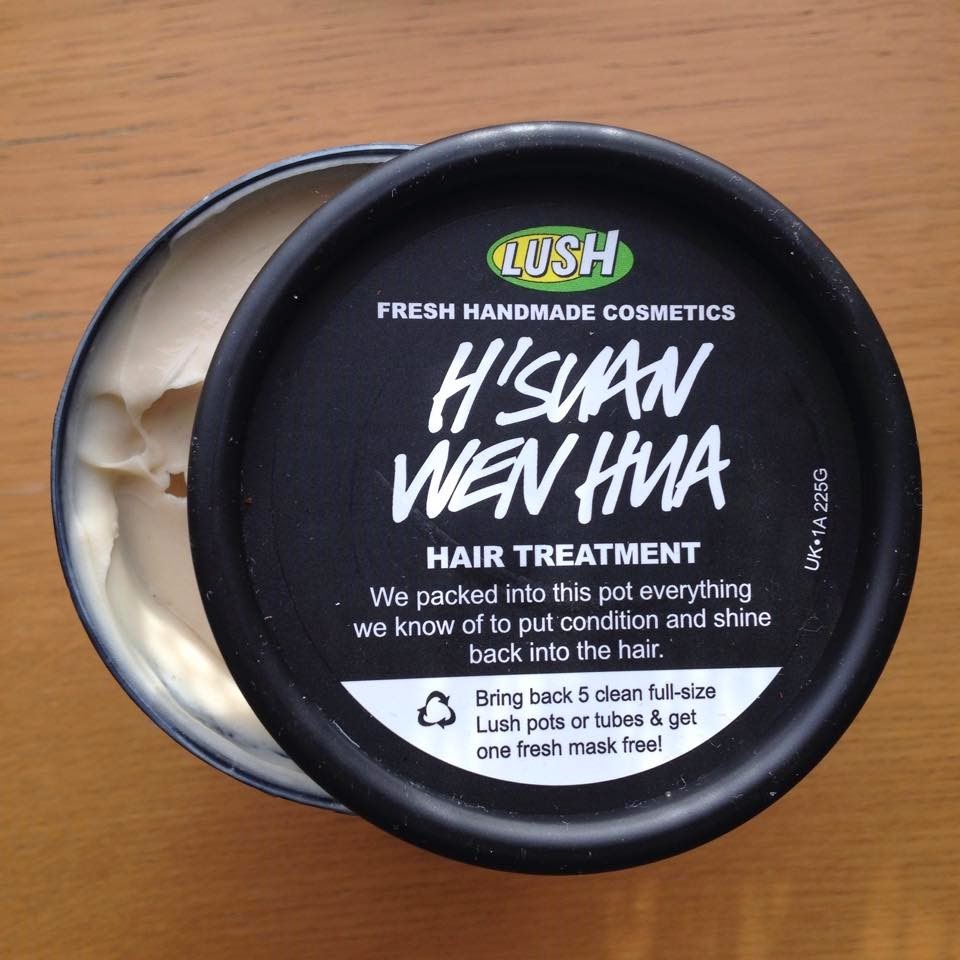 LUSH
FRESH HANDMADE COSMETICS
H'SUAN
WEN HUA
HAIR TREATMENT
We packed into this pot everything
we know of to put condition and shine
back into the hair.
Bring back 5 clean full-size
Lush pots or tubes & get
one fresh mask free!
UK•1A 225G